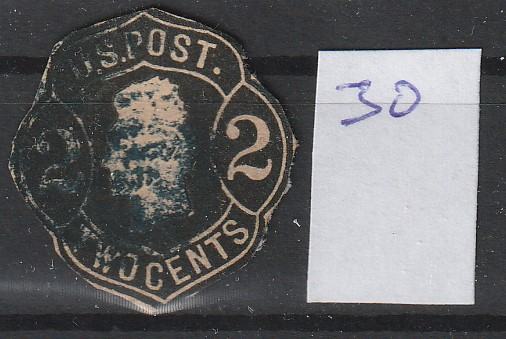 U.S. POST.
2 2
TWO CENTS
30